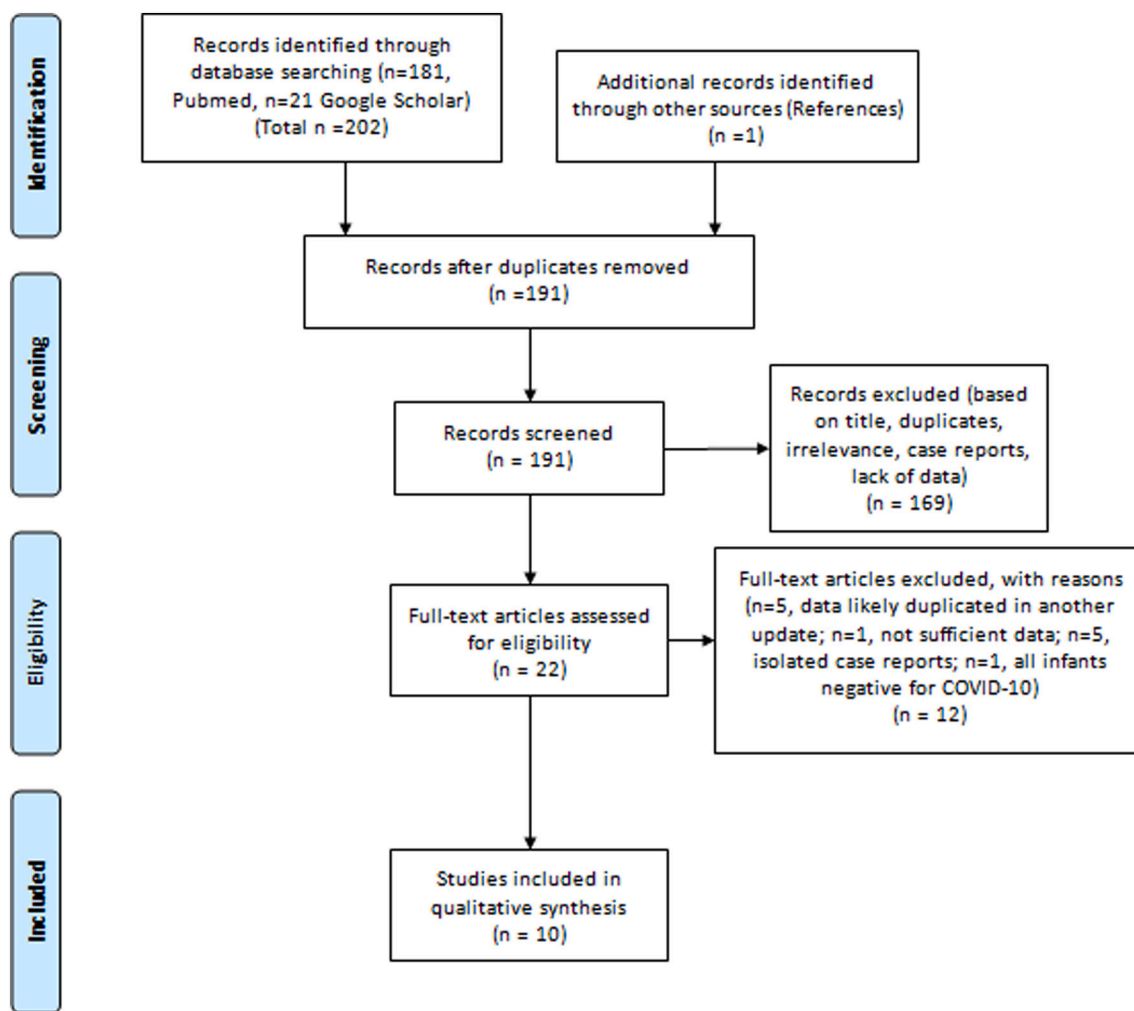 Identification
Records identified through
database searching (n=181,
Pubmed, n=21 Google Scholar)
(Total n =202)
Additional records identified
through other sources (References)
(n =1)
Records after duplicates removed
(n =191)
Screening
Records screened
(n = 191)
Records excluded (based
on title, duplicates,
irrelevance, case reports,
lack of data)
(n = 169)
Eligibility
Full-text articles assessed
for eligibility
(n = 22)
Full-text articles excluded, with reasons
(n=5, data likely duplicated in another
update; n=1, not sufficient data; n=5,
isolated case reports; n=1, all infants
negative for COVID-10)
(n = 12)
Included
Studies included in
qualitative synthesis
(n = 10)